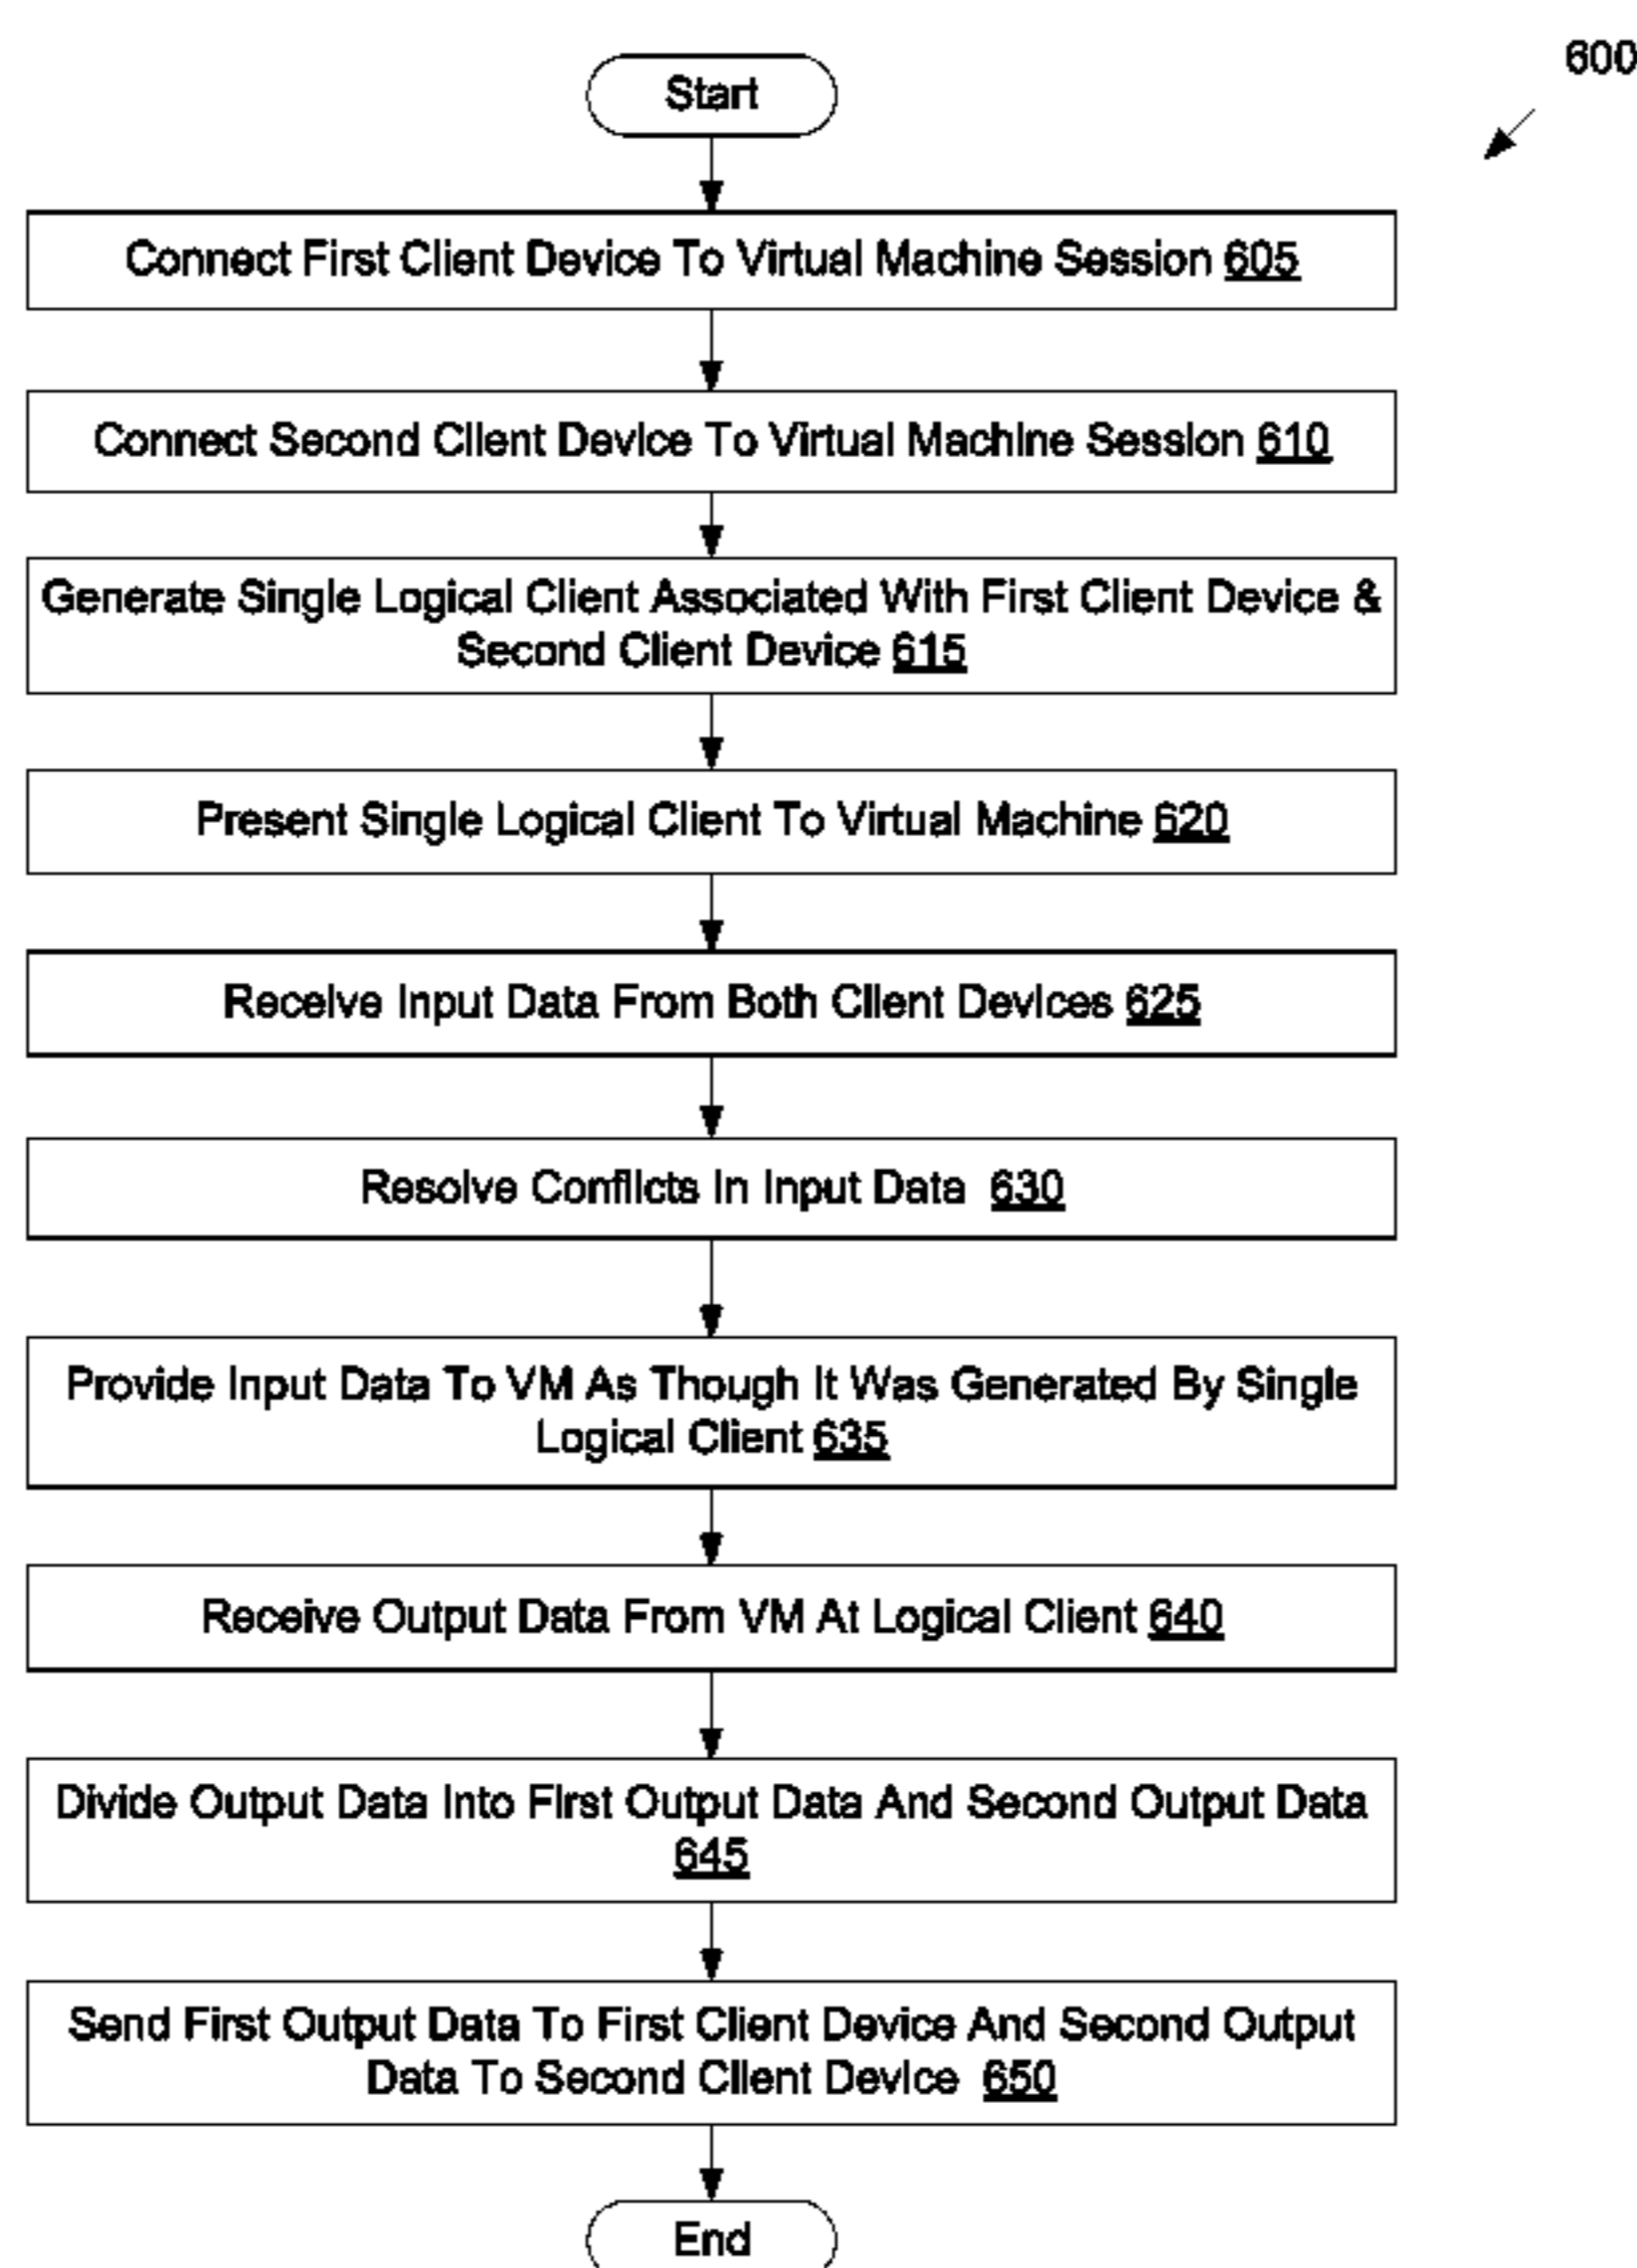 600
Start
Connect First Client Device To Virtual Machine Session 605
Connect Second Client Device To Virtual Machine Session 610
Generate Single Logical Client Associated With First Client Device &
Second Client Device 615
Present Single Logical Client To Virtual Machine 620
Receive Input Data From Both Client Devices 625
Resolve Conflicts In Input Data 630
Provide Input Data To VM As Though It Was Generated By Single
Logical Client 635
Receive Output Data From VM At Logical Client 640
Divide Output Data Into First Output Data And Second Output Data
645
Send First Output Data To First Client Device And Second Output
Data To Second Client Device 650
End